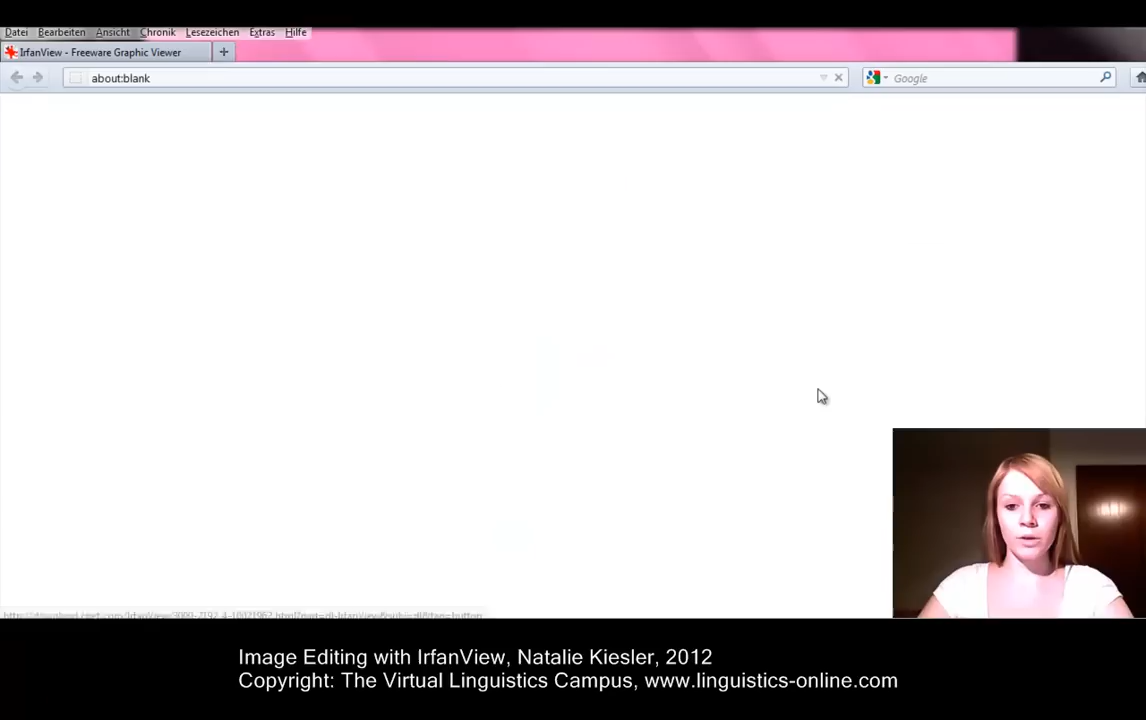 Datei Bearbeiten Ansicht Chronik Lesezeichen Extras Hilfe
IrfanView - Freeware Graphic Viewer +
about:blank Google
Image Editing with IrfanView, Natalie Kiesler, 2012
Copyright: The Virtual Linguistics Campus, www.linguistics-online.com